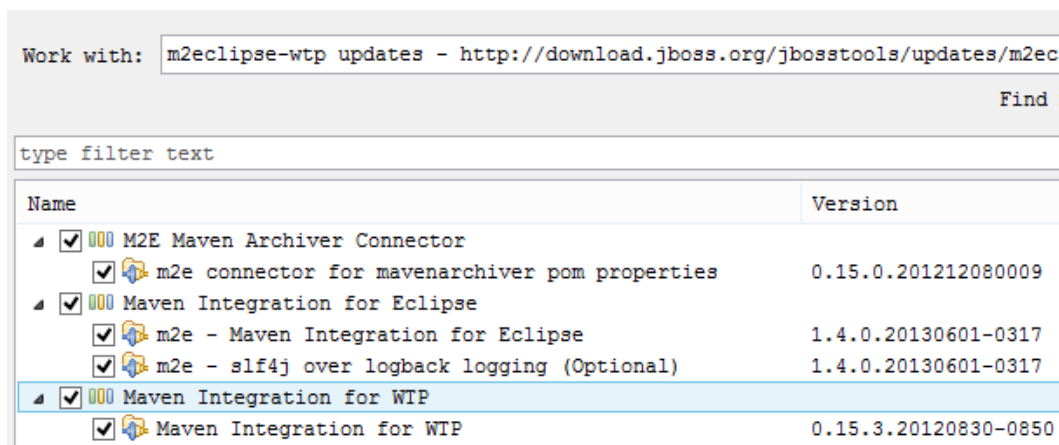 Work with: m2eclipse-wtp updates - http://download.jboss.org/jbosstools/updates/m2ec
Find
type filter text
Name Version
M2E Maven Archiver Connector
m2e connector for mavenarchiver pom properties 0.15.0.201212080009
Maven Integration for Eclipse
m2e - Maven Integration for Eclipse 1.4.0.20130601-0317
m2e - slf4j over logback logging (Optional) 1.4.0.20130601-0317
Maven Integration for WTP
Maven Integration for WTP 0.15.3.20120830-0850